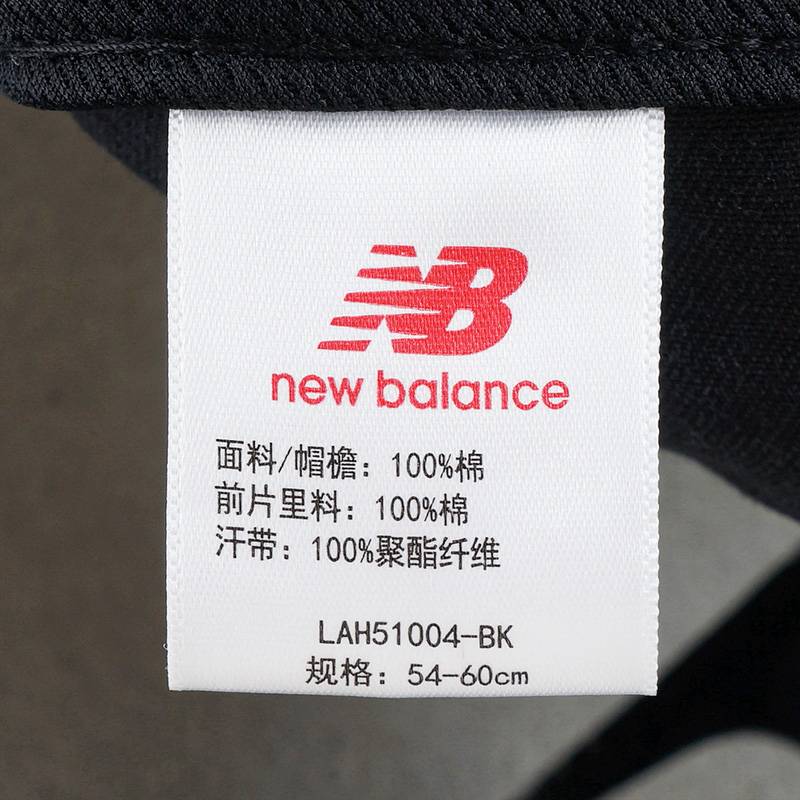 NB
new balance
面料/帽檐：100%棉
前片里料：100%棉
汗带：100%聚酯纤维
LAH51004-BK
规格：54-60cm